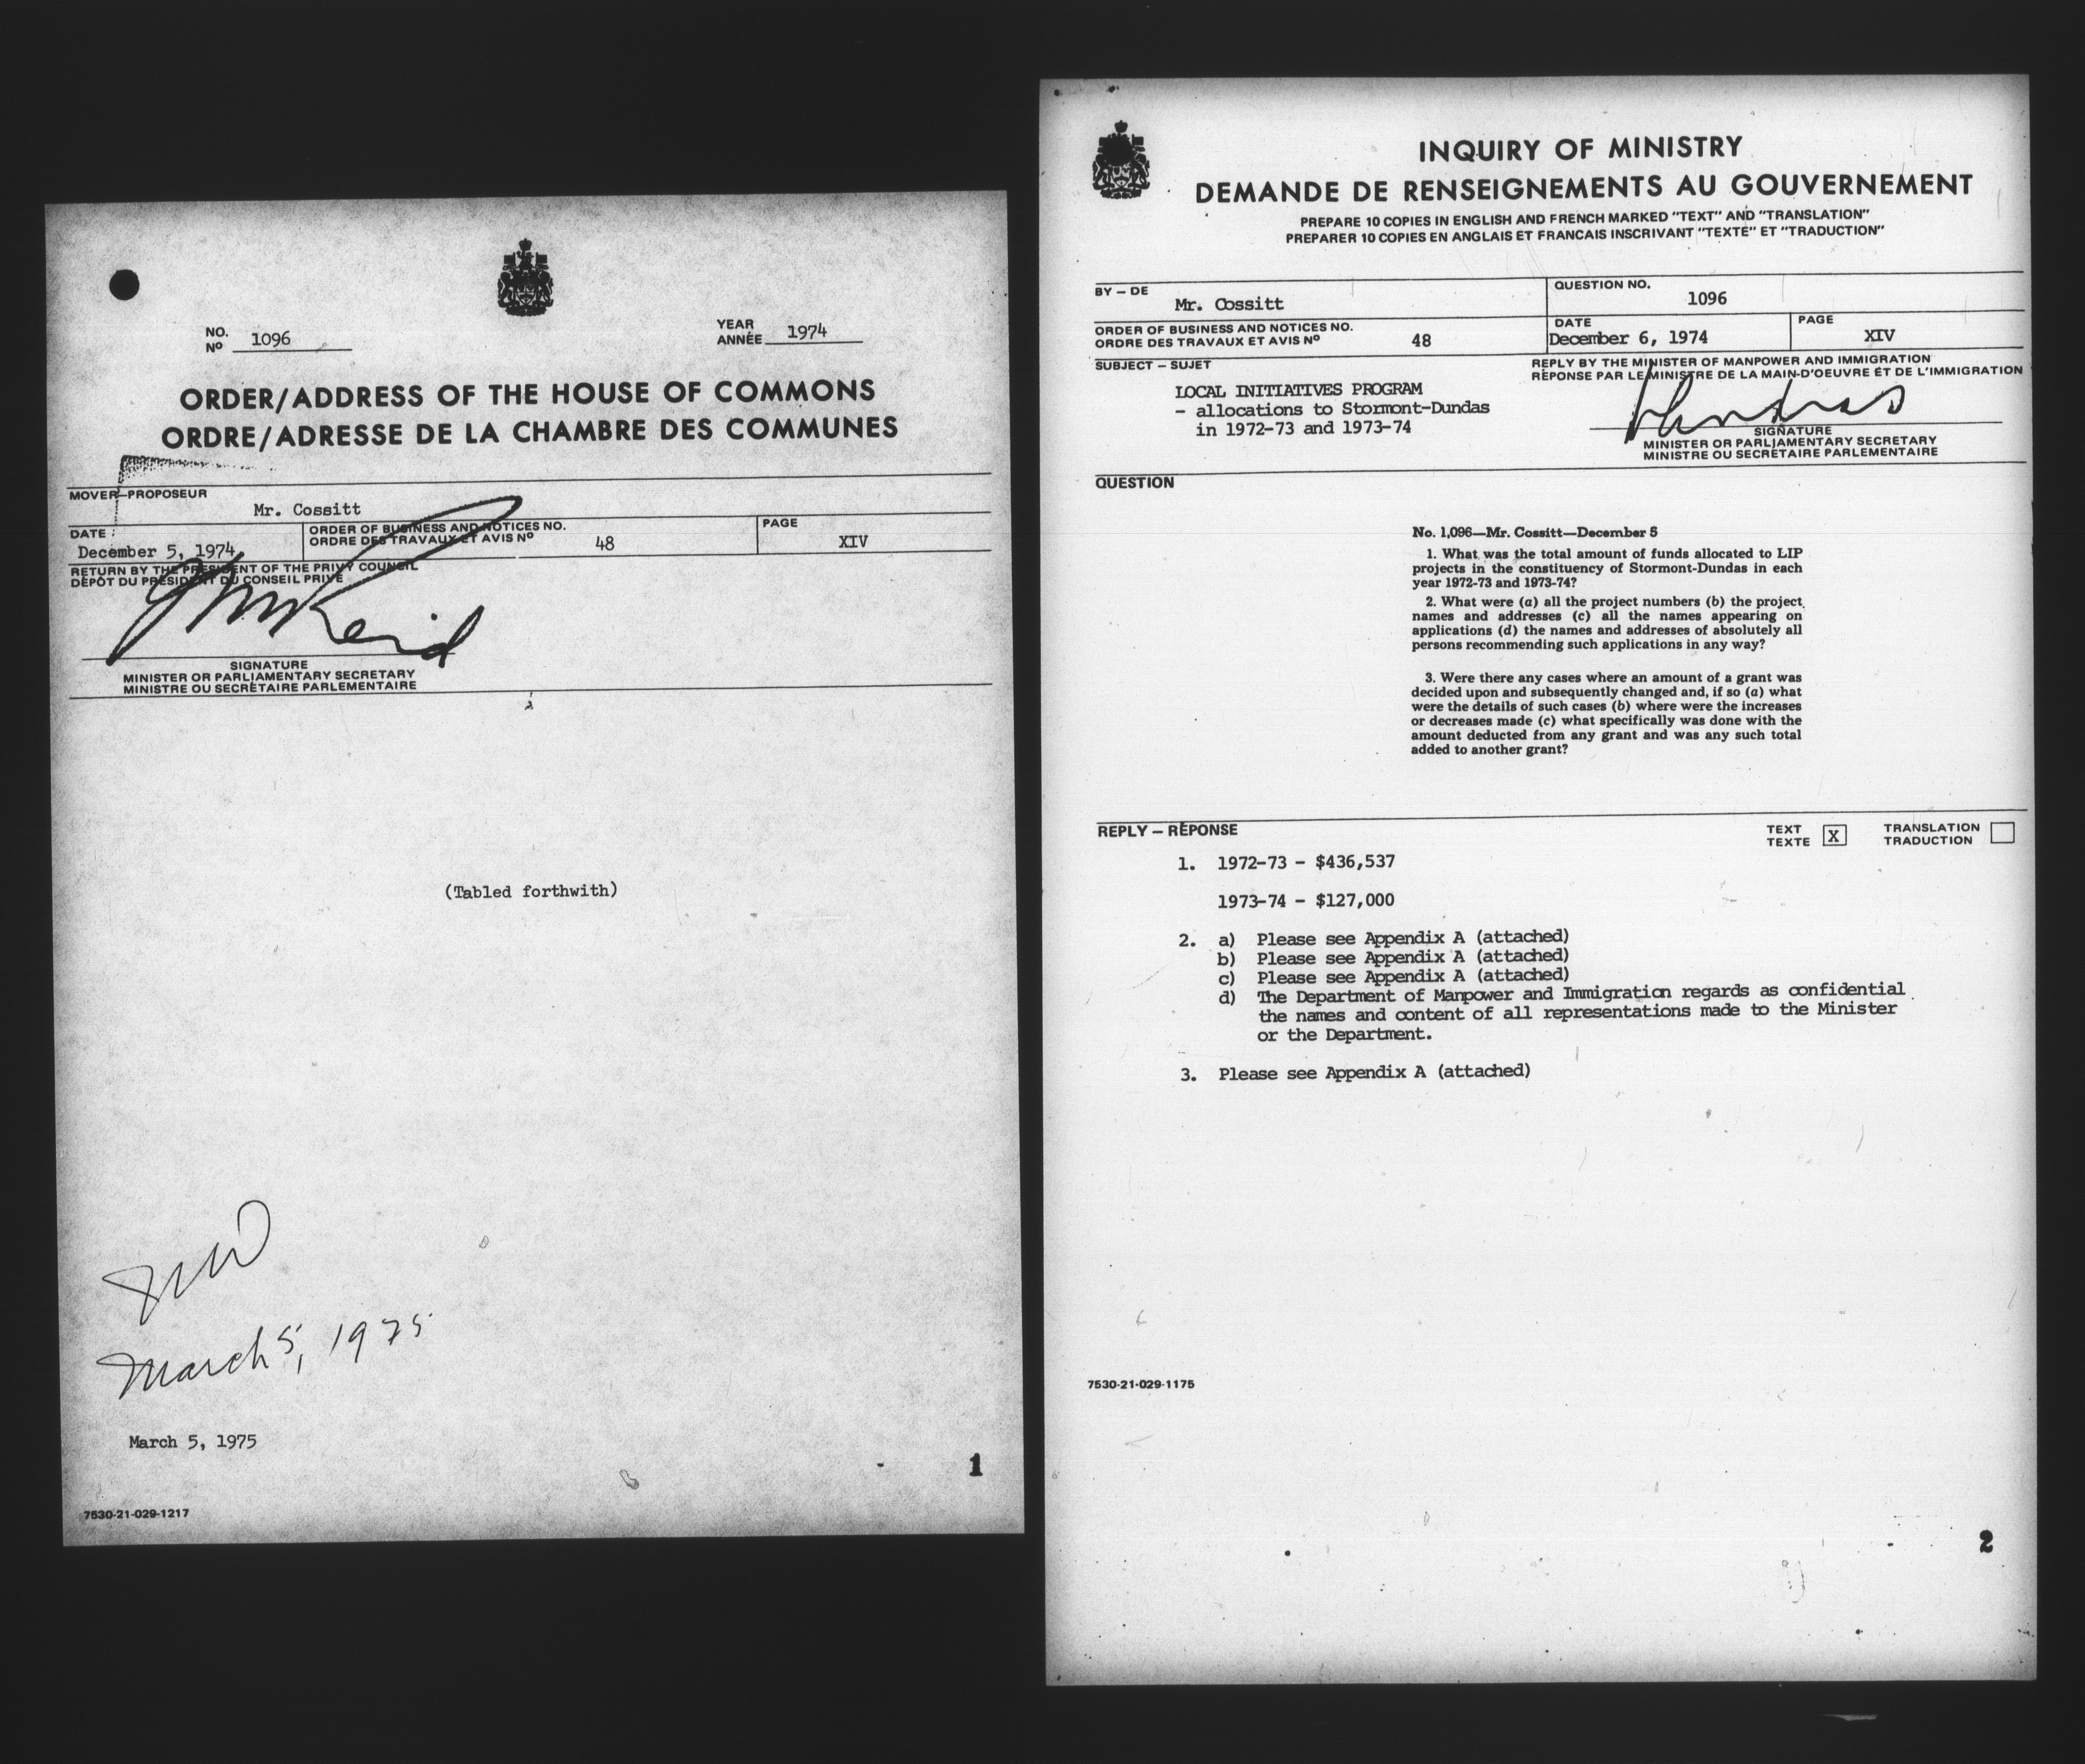 NO. 1096
Nº
YEAR 1974
ANNÉE
ORDER/ADDRESS OF THE HOUSE OF COMMONS
ORDRE/ADRESSE DE LA CHAMBRE DES COMMUNES
MOVER–PROPOSEUR
Mr. Cossitt
DATE
December 5, 1974
ORDER OF BUSINESS AND NOTICES NO.
ORDRE DES TRAVAUX ET AVIS Nº
48
PAGE
XIV
RETURN BY THE PRESIDENT OF THE PRIVY COUNCIL
DÉPÔT DU PRÉSIDENT DU CONSEIL PRIVÉ
SIGNATURE
MINISTER OR PARLIAMENTARY SECRETARY
MINISTRE OU SECRÉTAIRE PARLEMENTAIRE
(Tabled forthwith)
March 5, 1975
March 5, 1975
1
7530-21-029-1217
INQUIRY OF MINISTRY
DEMANDE DE RENSEIGNEMENTS AU GOUVERNEMENT
PREPARE 10 COPIES IN ENGLISH AND FRENCH MARKED "TEXT" AND "TRANSLATION"
PREPARER 10 COPIES EN ANGLAIS ET FRANCAIS INSCRIVANT "TEXTE" ET "TRADUCTION"
BY – DE
Mr. Cossitt
QUESTION NO.
1096
ORDER OF BUSINESS AND NOTICES NO.
ORDRE DES TRAVAUX ET AVIS Nº
48
DATE
December 6, 1974
PAGE
XIV
SUBJECT – SUJET
LOCAL INITIATIVES PROGRAM
- allocations to Stormont-Dundas
in 1972-73 and 1973-74
REPLY BY THE MINISTER OF MANPOWER AND IMMIGRATION
RÉPONSE PAR LE MINISTRE DE LA MAIN-D'OEUVRE ET DE L'IMMIGRATION
SIGNATURE
MINISTER OR PARLIAMENTARY SECRETARY
MINISTRE OU SECRÉTAIRE PARLEMENTAIRE
QUESTION
No. 1,096—Mr. Cossitt—December 5
1. What was the total amount of funds allocated to LIP
projects in the constituency of Stormont-Dundas in each
year 1972-73 and 1973-74?
2. What were (a) all the project numbers (b) the project
names and addresses (c) all the names appearing on
applications (d) the names and addresses of absolutely all
persons recommending such applications in any way?
3. Were there any cases where an amount of a grant was
decided upon and subsequently changed and, if so (a) what
were the details of such cases (b) where were the increases
or decreases made (c) what specifically was done with the
amount deducted from any grant and was any such total
added to another grant?
REPLY – RÉPONSE
TEXT
TEXTE
X
TRANSLATION
TRADUCTION
1. 1972-73 - $436,537
1973-74 - $127,000
2. a) Please see Appendix A (attached)
b) Please see Appendix A (attached)
c) Please see Appendix A (attached)
d) The Department of Manpower and Immigration regards as confidential
the names and content of all representations made to the Minister
or the Department.
3. Please see Appendix A (attached)
7530-21-029-1175
2